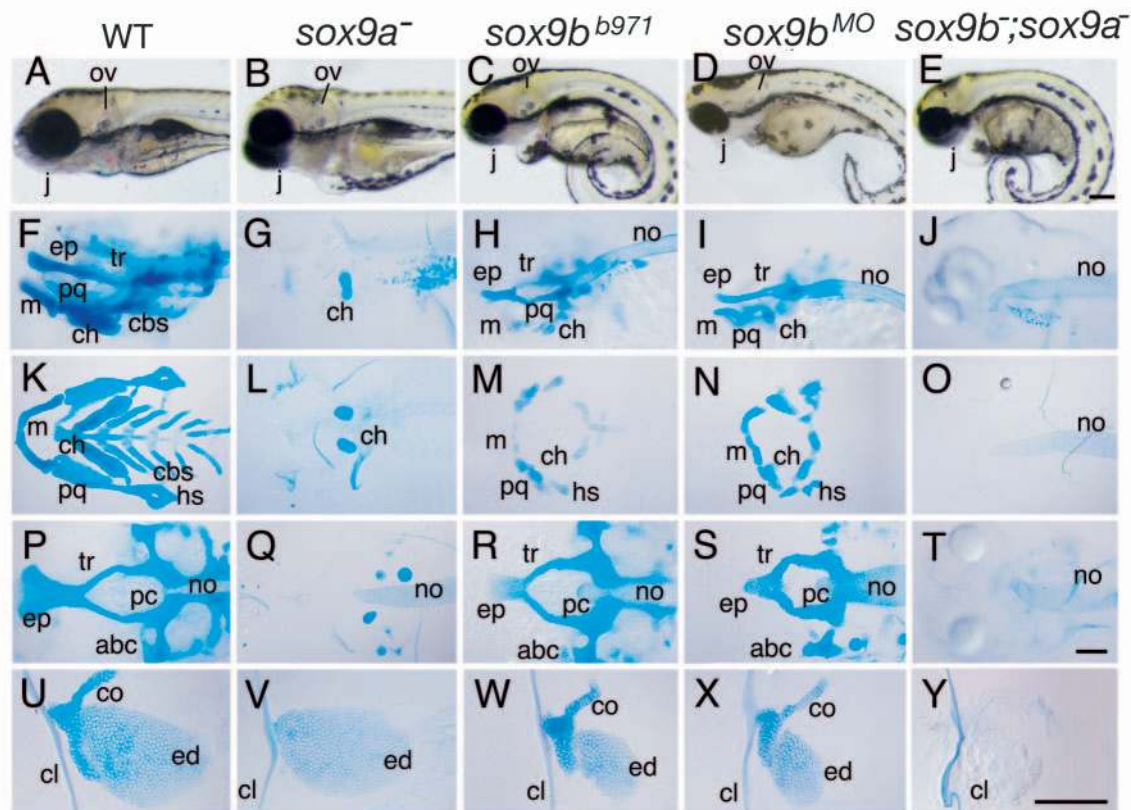 WT sox9a⁻ sox9b b971 sox9b MO sox9b⁻;sox9a⁻
A ov j B ov j C ov j D ov j E j
F ep tr m pq ch cbs G ch H no tr ep pq m ch I tr no ep m pq ch J no
K m ch cbs pq hs L ch M m ch pq hs N m ch pq hs O no
P tr pc no ep abc Q no R tr pc no ep abc S tr pc no ep abc T no
U co ed cl V ed cl W co ed cl X co ed cl Y cl